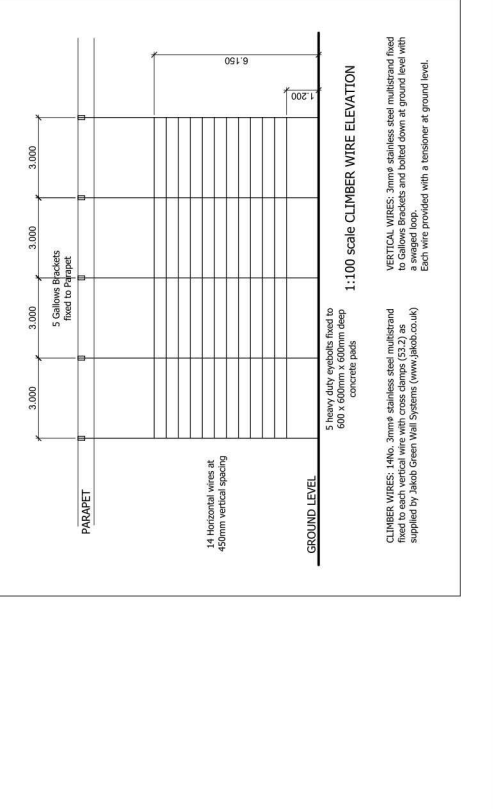 3.000
3.000
3.000
3.000
5 Gallows Brackets
fixed to Parapet
PARAPET
14 Horizontal wires at
450mm vertical spacing
6.150
1.200
GROUND LEVEL
5 heavy duty eyebolts fixed to
600 x 600mm x 600mm deep
concrete pads
1:100 scale CLIMBER WIRE ELEVATION
CLIMBER WIRES: 14No. 3mmø stainless steel multistrand
fixed to each vertical wire with cross clamps (53.2) as
supplied by Jakob Green Wall Systems (www.jakob.co.uk)
VERTICAL WIRES: 3mmø stainless steel multistrand fixed
to Gallows Brackets and bolted down at ground level with
a swaged loop.
Each wire provided with a tensioner at ground level.